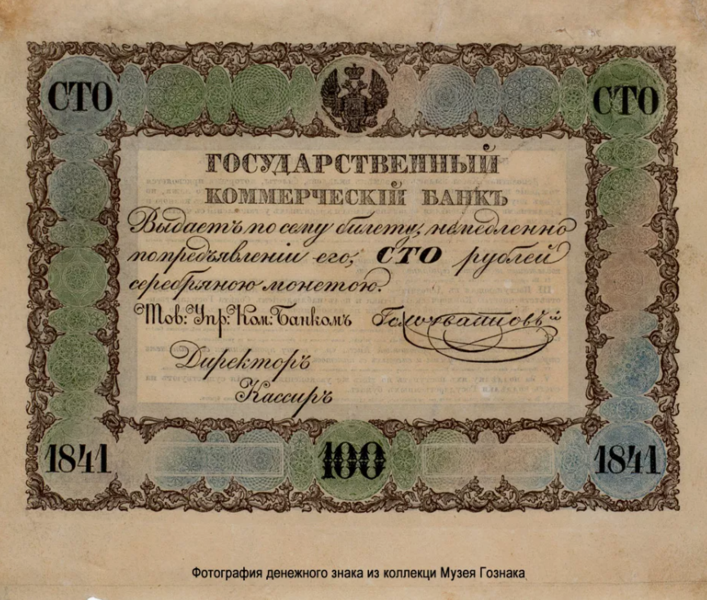 СТО СТО
ГОСУДАРСТВЕННЫЙ
КОММЕРЧЕСКІЙ БАНКЪ
Выдаетъ по сему билету, немедленно
по предъявленіи его, СТО рублей
серебряною монетою.
Тов: Упр: Ком: Банкомъ
Директоръ
Кассиръ
1841 100 1841
Фотография денежного знака из коллекци Музея Гознака